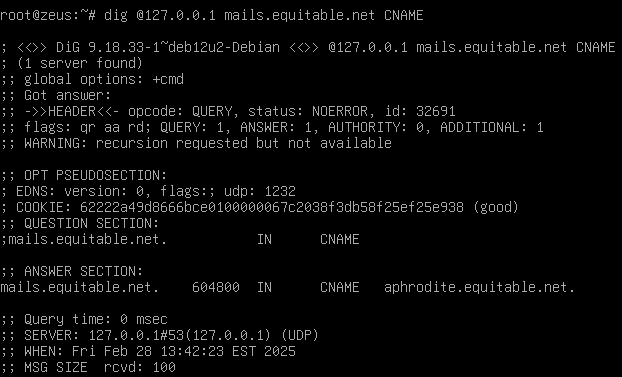 root@zeus:~# dig @127.0.0.1 mails.equitable.net CNAME
; <<>> DiG 9.18.33-1~deb12u2-Debian <<>> @127.0.0.1 mails.equitable.net CNAME
; (1 server found)
;; global options: +cmd
;; Got answer:
;; ->>HEADER<<- opcode: QUERY, status: NOERROR, id: 32691
;; flags: qr aa rd; QUERY: 1, ANSWER: 1, AUTHORITY: 0, ADDITIONAL: 1
;; WARNING: recursion requested but not available
;; OPT PSEUDOSECTION:
; EDNS: version: 0, flags:; udp: 1232
; COOKIE: 62222a49d8666bce0100000067c2038f3db58f25ef25e938 (good)
;; QUESTION SECTION:
;mails.equitable.net. IN CNAME
;; ANSWER SECTION:
mails.equitable.net. 604800 IN CNAME aphrodite.equitable.net.
;; Query time: 0 msec
;; SERVER: 127.0.0.1#53(127.0.0.1) (UDP)
;; WHEN: Fri Feb 28 13:42:23 EST 2025
;; MSG SIZE rcvd: 100